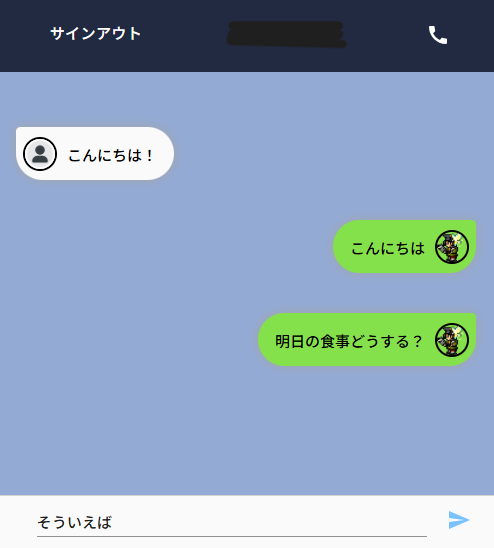 サインアウト
こんにちは！
こんにちは
明日の食事どうする？
そういえば